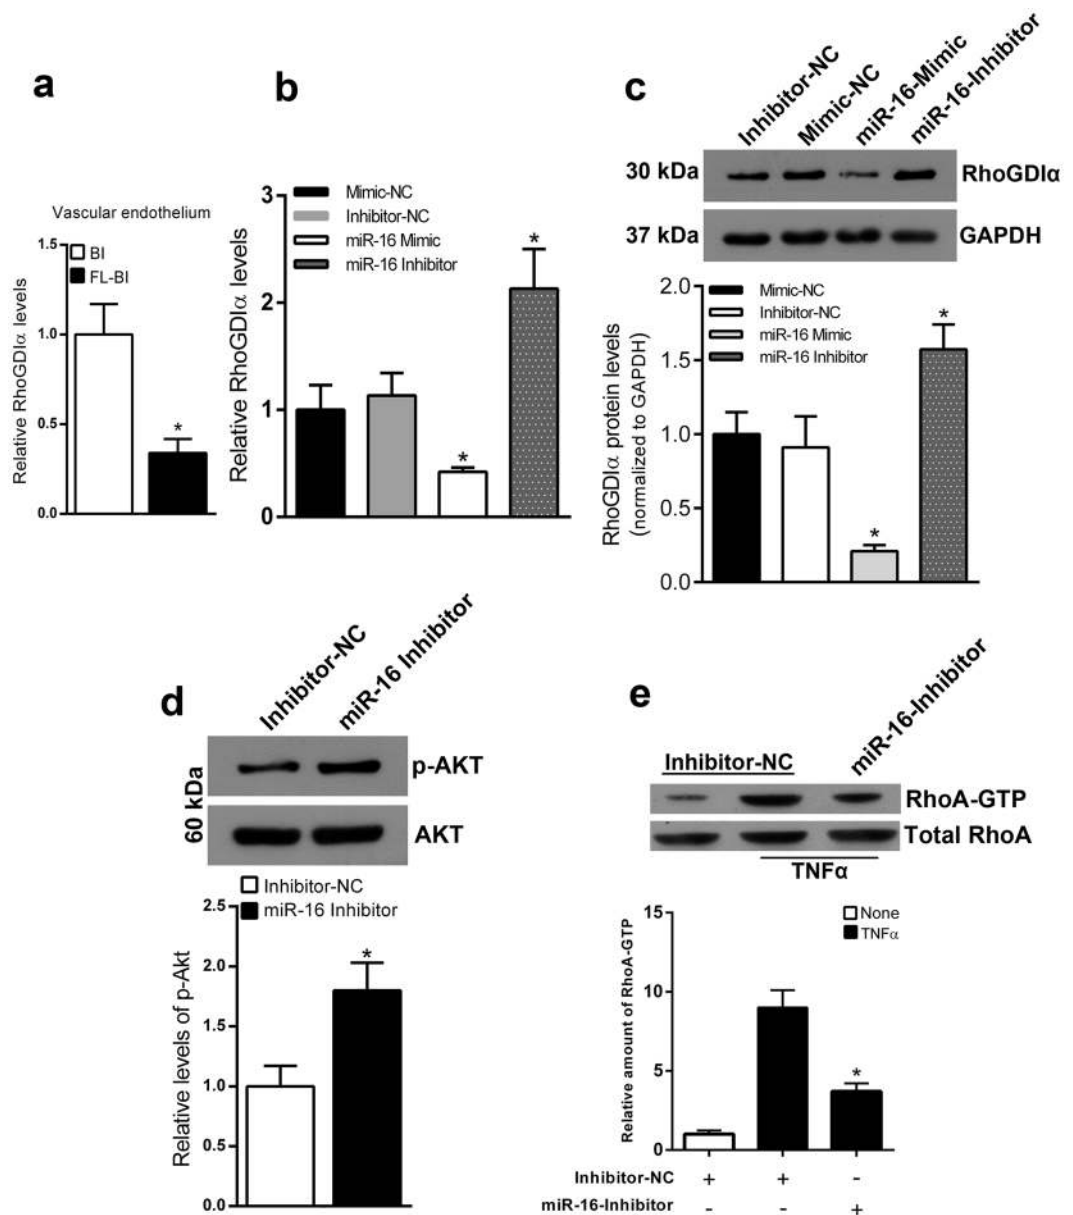 a
Vascular endothelium
Relative RhoGDIα levels
1.5
1.0
0.5
0.0
BI
FL-BI
*
b
Relative RhoGDIα levels
3
2
1
0
Mimic-NC
Inhibitor-NC
miR-16 Mimic
miR-16 Inhibitor
*
*
c
Inhibitor-NC
Mimic-NC
miR-16-Mimic
miR-16-Inhibitor
30 kDa
RhoGDIα
37 kDa
GAPDH
RhoGDIα protein levels
(normalized to GAPDH)
2.0
1.5
1.0
0.5
0.0
Mimic-NC
Inhibitor-NC
miR-16 Mimic
miR-16 Inhibitor
*
*
d
Inhibitor-NC
miR-16 Inhibitor
60 kDa
p-AKT
AKT
Inhibitor-NC
miR-16 Inhibitor
Relative levels of p-Akt
2.5
2.0
1.5
1.0
0.5
0.0
*
e
Inhibitor-NC
miR-16-Inhibitor
RhoA-GTP
Total RhoA
TNFα
None
TNFα
Relative amount of RhoA-GTP
15
10
5
0
*
Inhibitor-NC + + -
miR-16-Inhibitor - - +